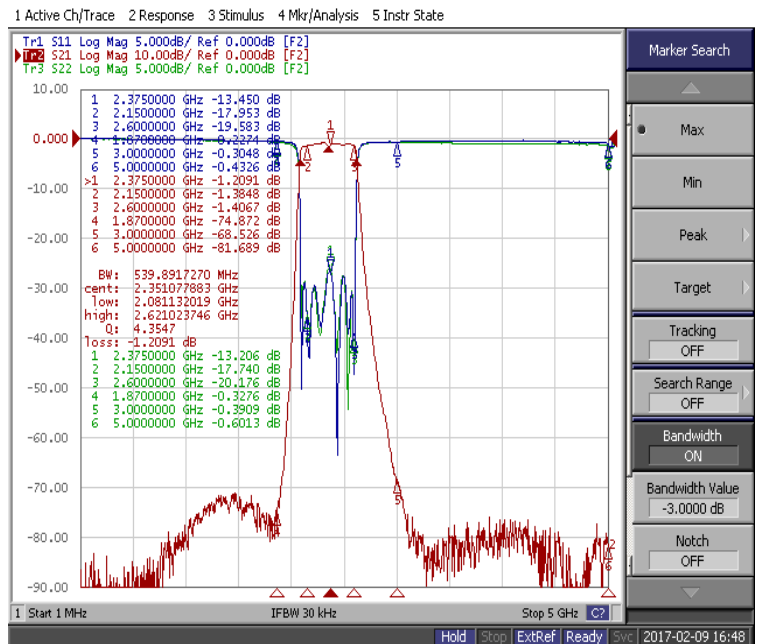 1 Active Ch/Trace 2 Response 3 Stimulus 4 Mkr/Analysis 5 Instr State
Tr1 S11 Log Mag 5.000dB/ Ref 0.000dB [F2]
Tr2 S21 Log Mag 10.00dB/ Ref 0.000dB [F2]
Tr3 S22 Log Mag 5.000dB/ Ref 0.000dB [F2]
10.00
0.000
-10.00
-20.00
-30.00
-40.00
-50.00
-60.00
-70.00
-80.00
-90.00
1 2.3750000 GHz -13.450 dB
2 2.1500000 GHz -17.953 dB
3 2.6000000 GHz -19.583 dB
4 1.8700000 GHz -0.2274 dB
5 3.0000000 GHz -0.3048 dB
6 5.0000000 GHz -0.4326 dB
>1 2.3750000 GHz -1.2091 dB
2 2.1500000 GHz -1.3848 dB
3 2.6000000 GHz -1.4067 dB
4 1.8700000 GHz -74.872 dB
5 3.0000000 GHz -68.526 dB
6 5.0000000 GHz -81.689 dB
BW: 539.8917270 MHz
cent: 2.351077883 GHz
low: 2.081132019 GHz
high: 2.621023746 GHz
Q: 4.3547
loss: -1.2091 dB
1 2.3750000 GHz -13.206 dB
2 2.1500000 GHz -17.740 dB
3 2.6000000 GHz -20.176 dB
4 1.8700000 GHz -0.3276 dB
5 3.0000000 GHz -0.3909 dB
6 5.0000000 GHz -0.6013 dB
1
2
5
5
1 Start 1 MHz
IFBW 30 kHz
Stop 5 GHz C?
Marker Search
Max
Min
Peak
Target
Tracking
OFF
Search Range
OFF
Bandwidth
ON
Bandwidth Value
-3.0000 dB
Notch
OFF
Hold Stop ExtRef Ready Svc 2017-02-09 16:48